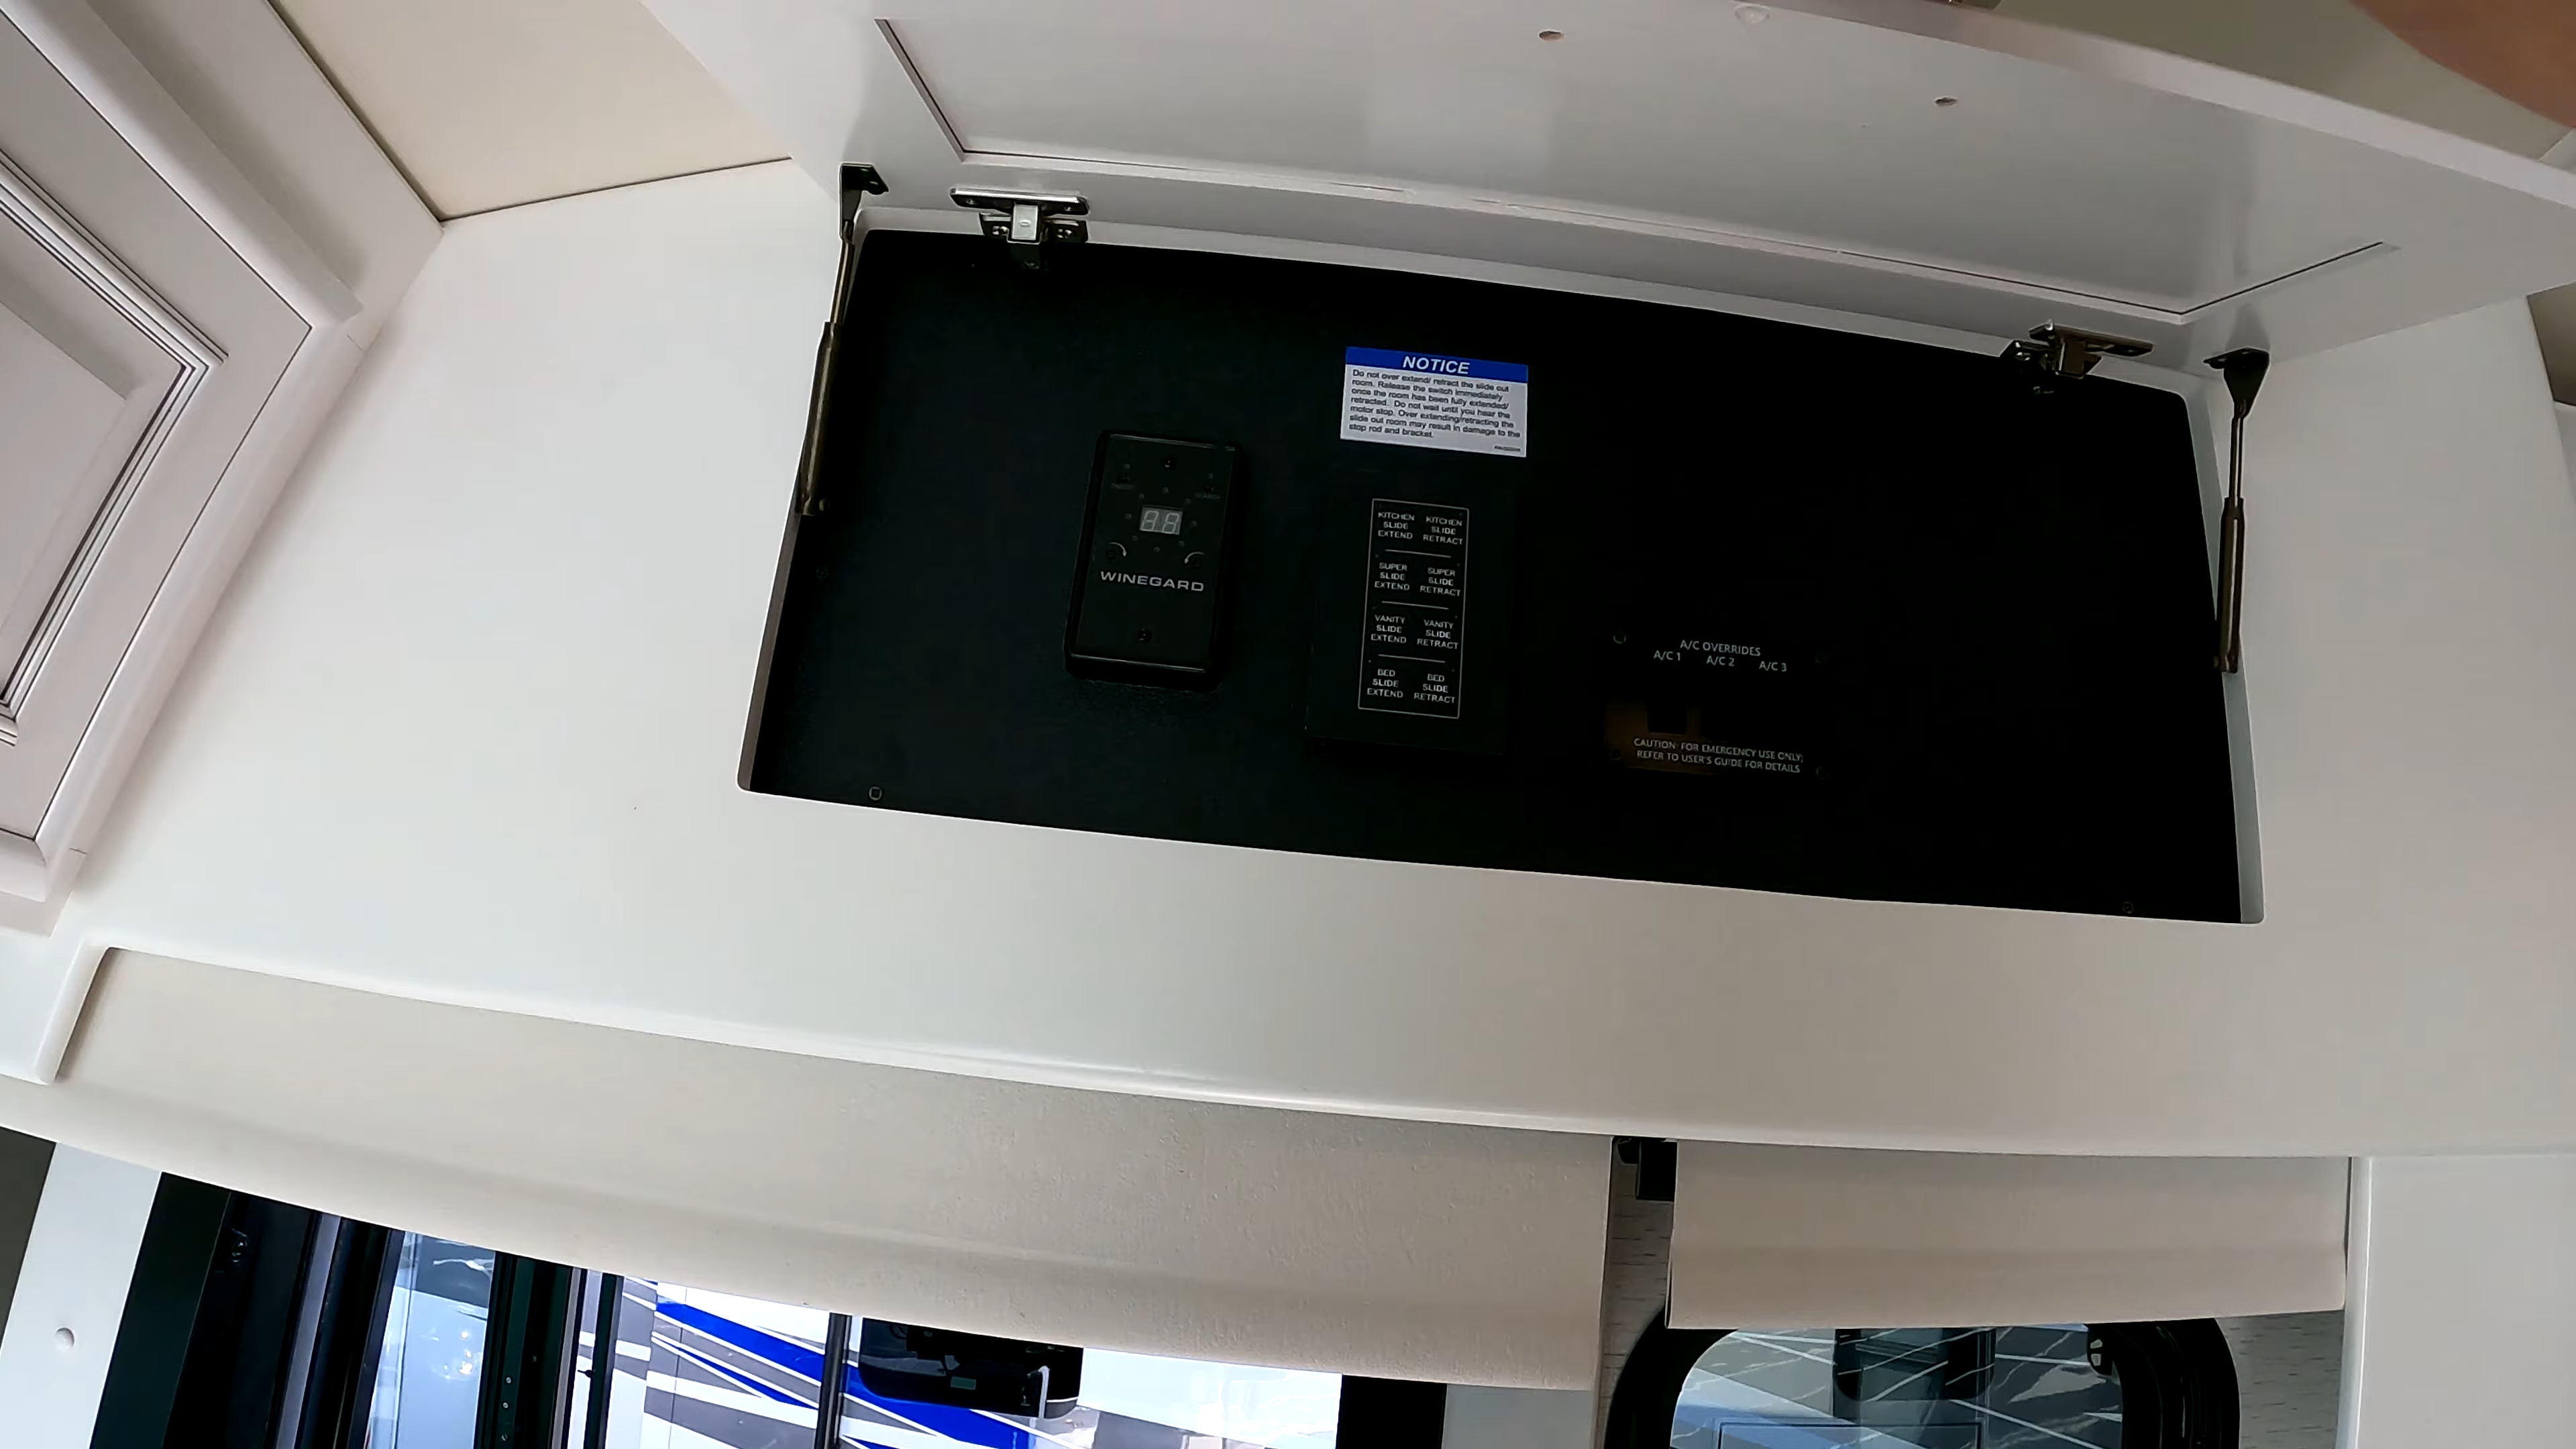 NOTICE
Do not over extend/ retract the slide out
room. Release the switch immediately
once the room has been fully extended/
retracted. Do not wait until you hear the
motor stop. Over extending/retracting the
slide out room may result in damage to the
stop rod and bracket.
SEARCH
88
WINEGARD
KITCHEN SLIDE EXTEND
KITCHEN SLIDE RETRACT
SUPER SLIDE EXTEND
SUPER SLIDE RETRACT
VANITY SLIDE EXTEND
VANITY SLIDE RETRACT
BED SLIDE EXTEND
BED SLIDE RETRACT
A/C OVERRIDES
A/C 1 A/C 2 A/C 3
CAUTION: FOR EMERGENCY USE ONLY;
REFER TO USER'S GUIDE FOR DETAILS